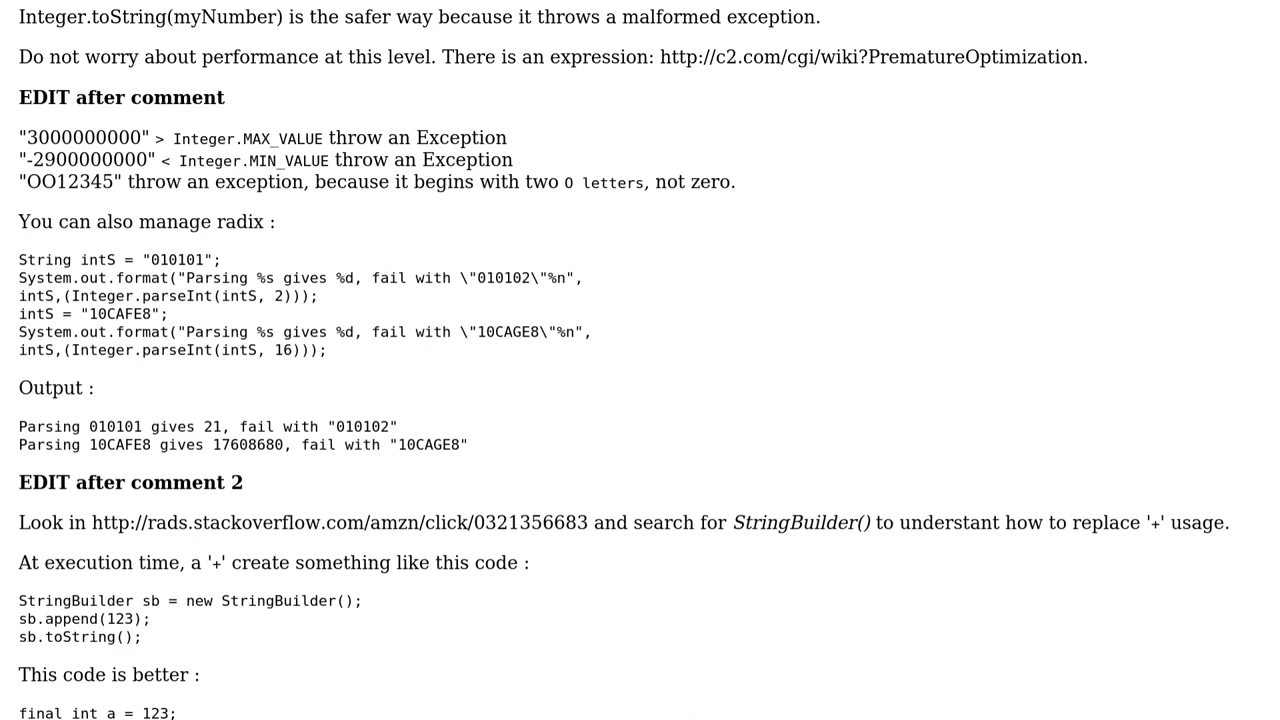 Integer.toString(myNumber) is the safer way because it throws a malformed exception.
Do not worry about performance at this level. There is an expression: http://c2.com/cgi/wiki?PrematureOptimization.
EDIT after comment
"3000000000" > Integer.MAX_VALUE throw an Exception
"-2900000000" < Integer.MIN_VALUE throw an Exception
"OO12345" throw an exception, because it begins with two O letters, not zero.
You can also manage radix :
String intS = "010101";
System.out.format("Parsing %s gives %d, fail with \"010102\"%n",
intS,(Integer.parseInt(intS, 2)));
intS = "10CAFE8";
System.out.format("Parsing %s gives %d, fail with \"10CAGE8\"%n",
intS,(Integer.parseInt(intS, 16)));
Output :
Parsing 010101 gives 21, fail with "010102"
Parsing 10CAFE8 gives 17608680, fail with "10CAGE8"
EDIT after comment 2
Look in http://rads.stackoverflow.com/amzn/click/0321356683 and search for StringBuilder() to understant how to replace '+' usage.
At execution time, a '+' create something like this code :
StringBuilder sb = new StringBuilder();
sb.append(123);
sb.toString();
This code is better :
final int a = 123;